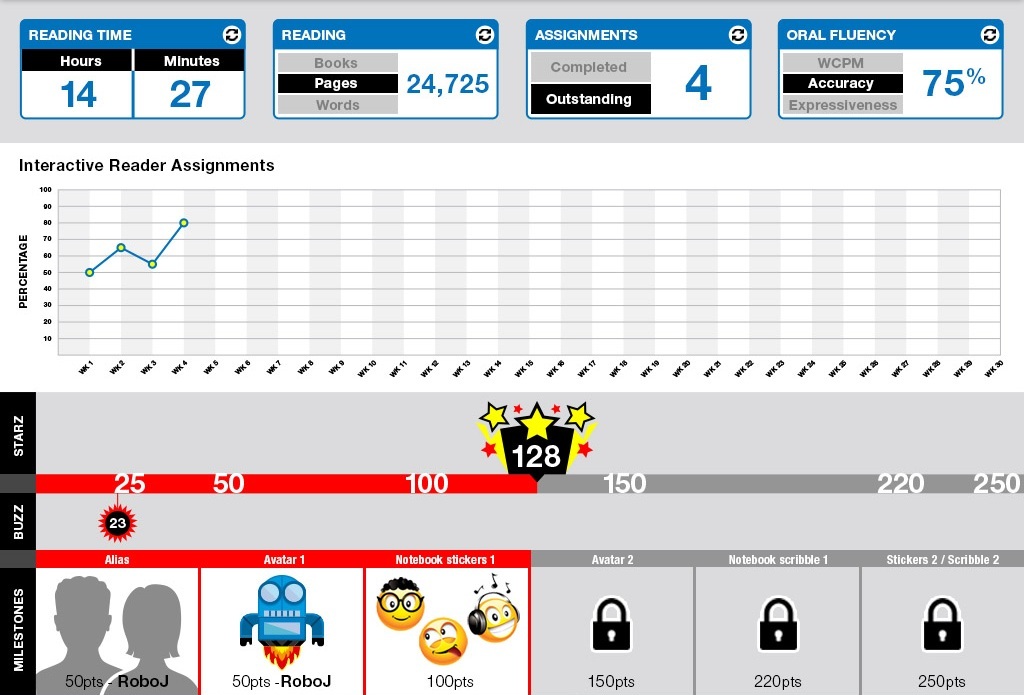 READING TIME
Hours Minutes
14 27
READING
Books
Pages
Words
24,725
ASSIGNMENTS
Completed
Outstanding
4
ORAL FLUENCY
WCPM
Accuracy
Expressiveness
75%
Interactive Reader Assignments
PERCENTAGE
100
90
80
70
60
50
40
30
20
10
WK 1 WK 2 WK 3 WK 4 WK 5 WK 6 WK 7 WK 8 WK 9 WK 10 WK 11 WK 12 WK 13 WK 14 WK 15 WK 16 WK 17 WK 18 WK 19 WK 20 WK 21 WK 22 WK 23 WK 24 WK 25 WK 26 WK 27 WK 28 WK 29 WK 30
STARZ
128
25 50 100 150 220 250
BUZZ
23
MILESTONES
Alias Avatar 1 Notebook stickers 1 Avatar 2 Notebook scribble 1 Stickers 2 / Scribble 2
50pts - RoboJ 50pts -RoboJ 100pts 150pts 220pts 250pts